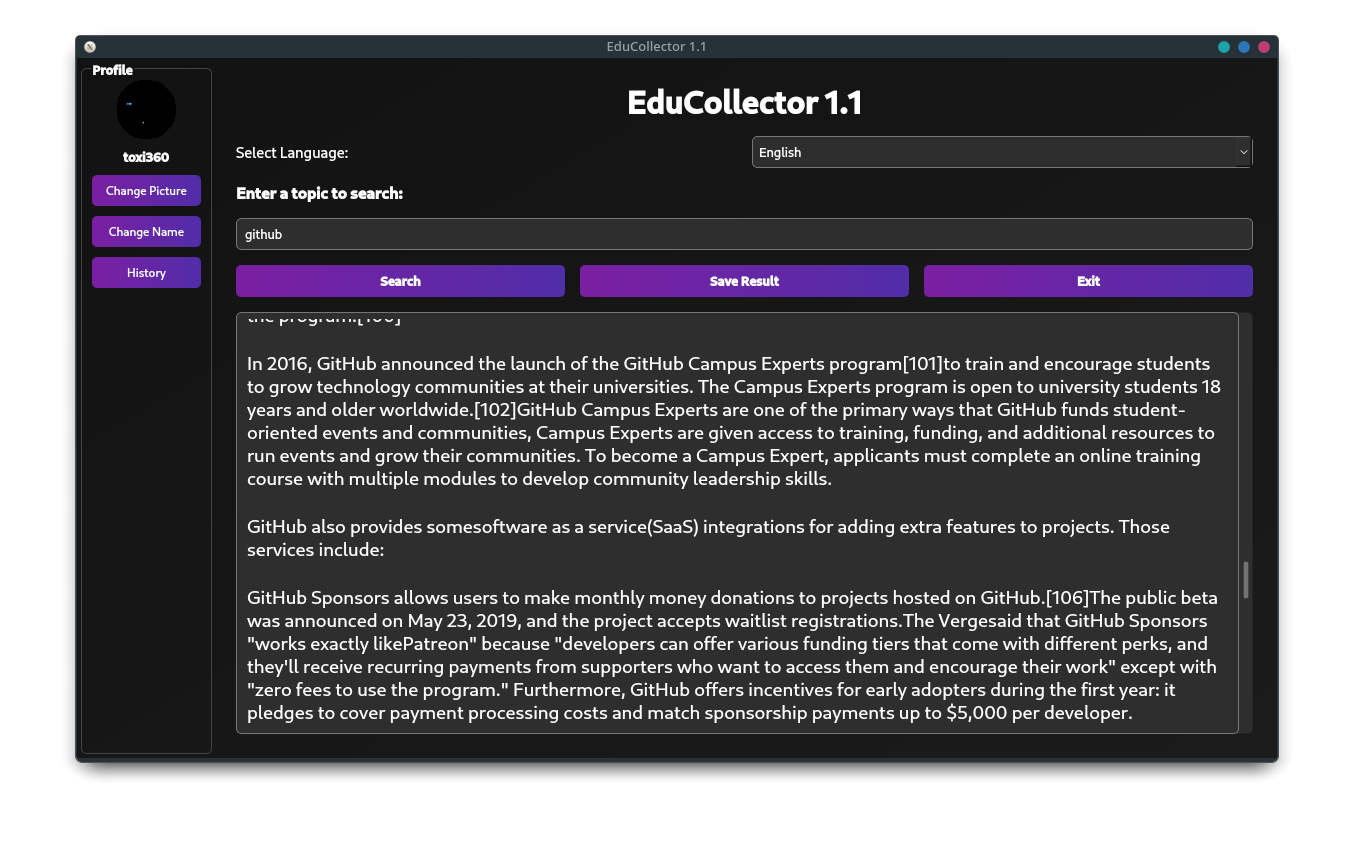 EduCollector 1.1
Profile
toxi360
Change Picture
Change Name
History
EduCollector 1.1
Select Language:
English
Enter a topic to search:
github
Search
Save Result
Exit
the program.[100]
In 2016, GitHub announced the launch of the GitHub Campus Experts program[101]to train and encourage students
to grow technology communities at their universities. The Campus Experts program is open to university students 18
years and older worldwide.[102]GitHub Campus Experts are one of the primary ways that GitHub funds student-
oriented events and communities, Campus Experts are given access to training, funding, and additional resources to
run events and grow their communities. To become a Campus Expert, applicants must complete an online training
course with multiple modules to develop community leadership skills.
GitHub also provides somesoftware as a service(SaaS) integrations for adding extra features to projects. Those
services include:
GitHub Sponsors allows users to make monthly money donations to projects hosted on GitHub.[106]The public beta
was announced on May 23, 2019, and the project accepts waitlist registrations.The Vergesaid that GitHub Sponsors
"works exactly likePatreon" because "developers can offer various funding tiers that come with different perks, and
they'll receive recurring payments from supporters who want to access them and encourage their work" except with
"zero fees to use the program." Furthermore, GitHub offers incentives for early adopters during the first year: it
pledges to cover payment processing costs and match sponsorship payments up to $5,000 per developer.